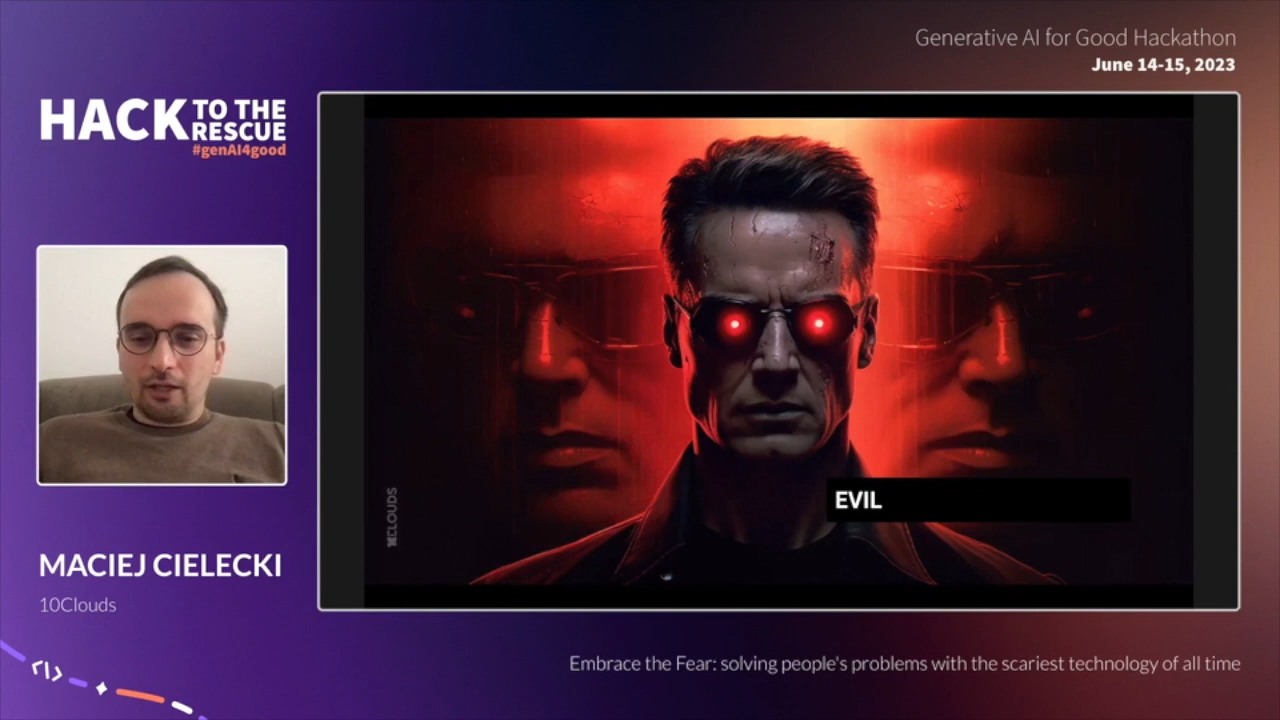 Generative AI for Good Hackathon
June 14-15, 2023
HACK TO THE RESCUE
#genAI4good
EVIL
10CLOUDS
MACIEJ CIELECKI
10Clouds
Embrace the Fear: solving people's problems with the scariest technology of all time